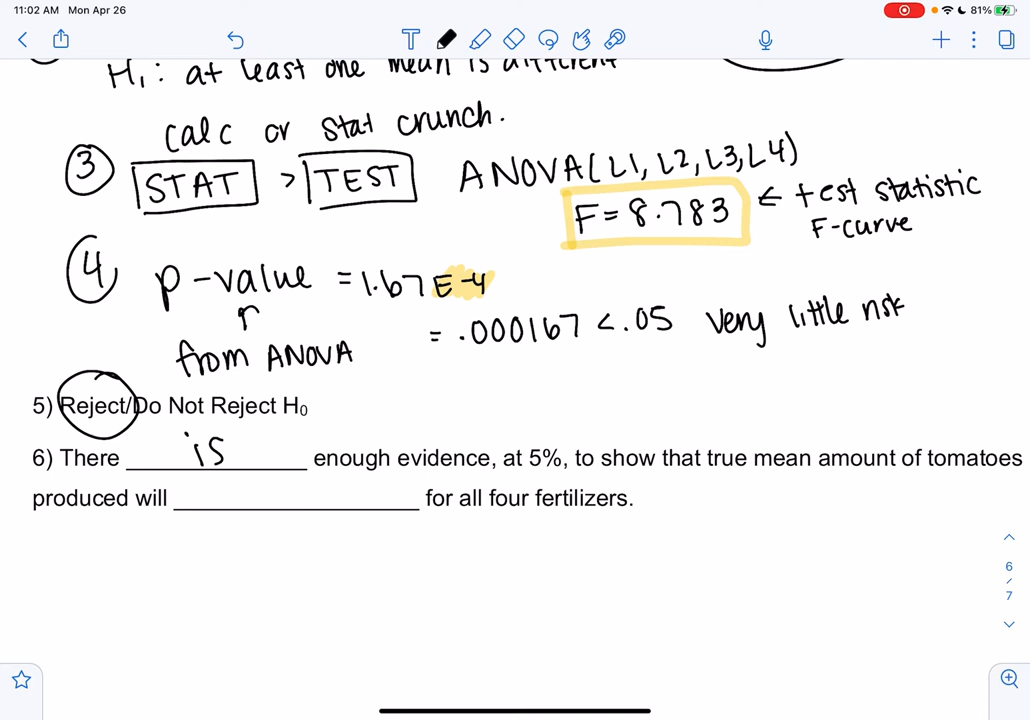 11:02 AM Mon Apr 26
81%
H₁: at least one mean is different
calc or stat crunch.
③ STAT > TEST ANOVA(L1, L2, L3, L4)
F = 8.783 ← test statistic
F-curve
④ p-value = 1.67E-4
= .000167 < .05 very little risk
from ANOVA
5) Reject/Do Not Reject H₀
6) There is enough evidence, at 5%, to show that true mean amount of tomatoes
produced will ____________________ for all four fertilizers.
6
/
7